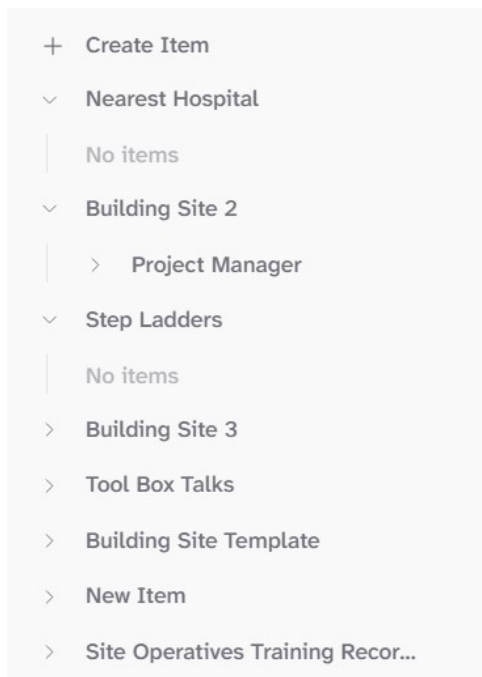 Create Item
Nearest Hospital
No items
Building Site 2
Project Manager
Step Ladders
No items
Building Site 3
Tool Box Talks
Building Site Template
New Item
Site Operatives Training Recor...